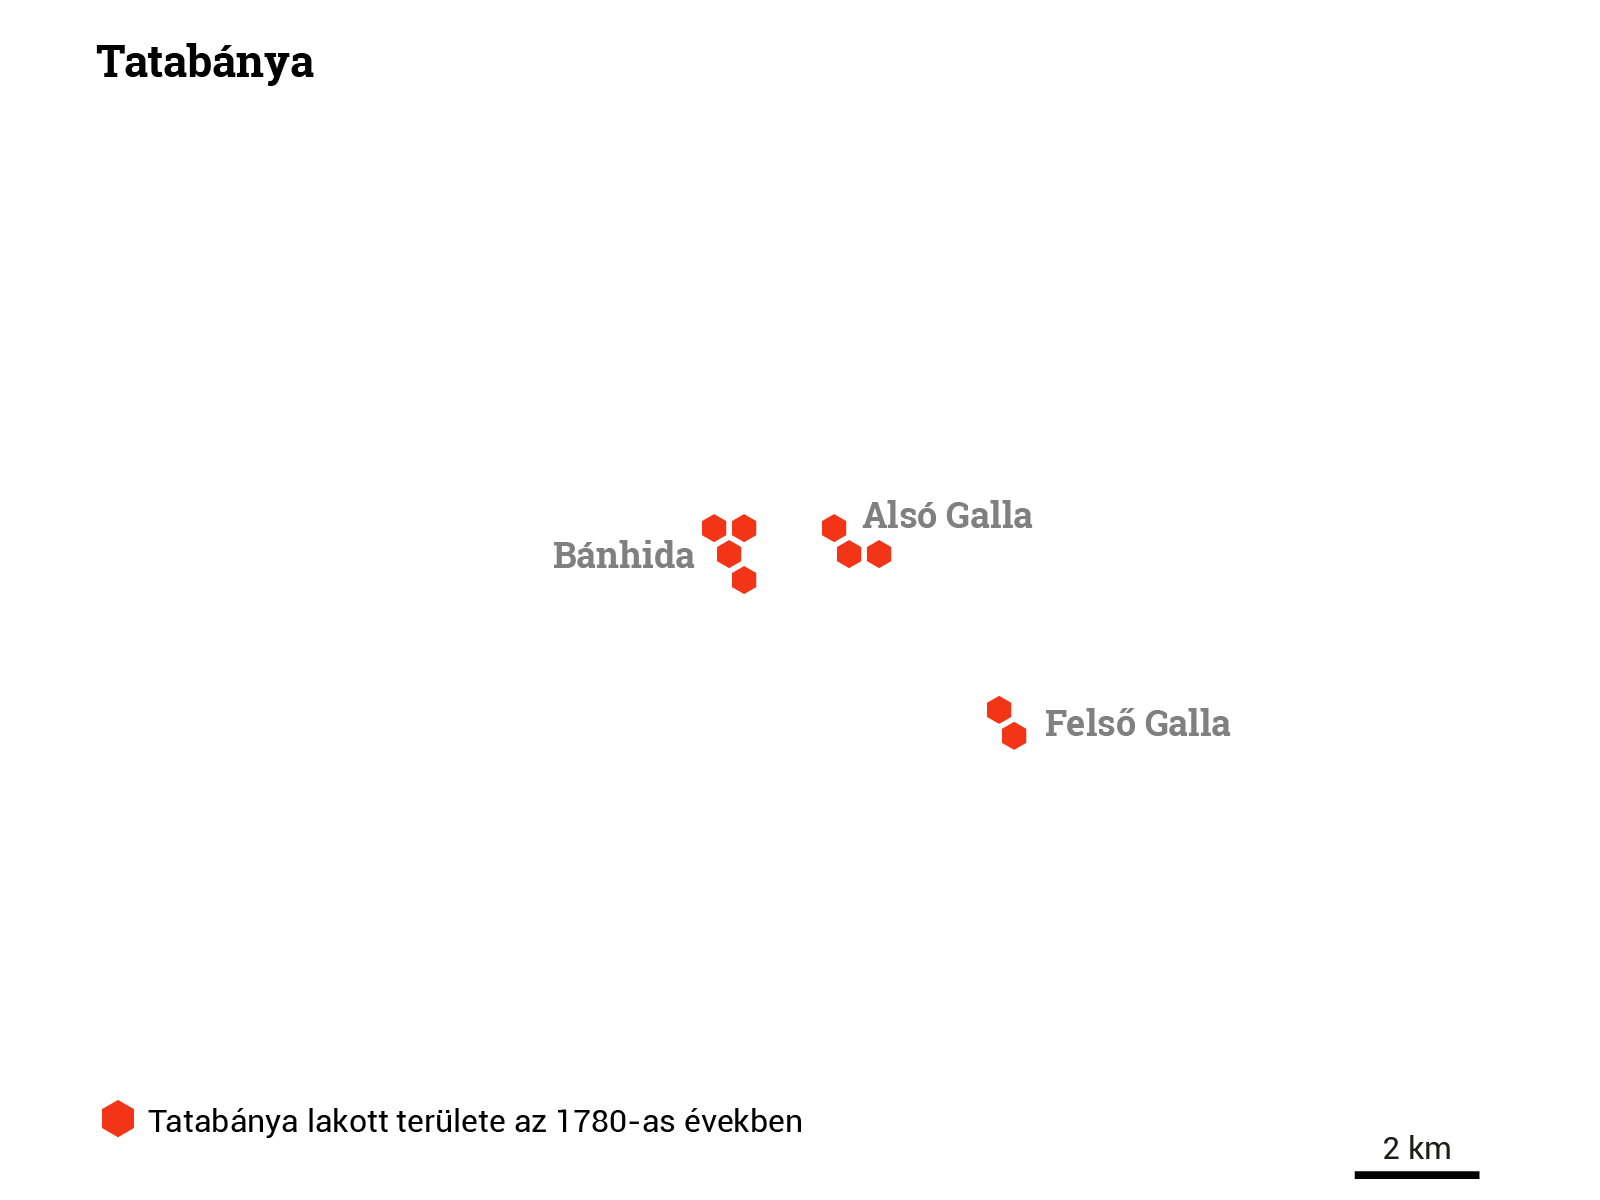 Tatabánya
Alsó Galla
Bánhida
Felső Galla
Tatabánya lakott területe az 1780-as években
2 km